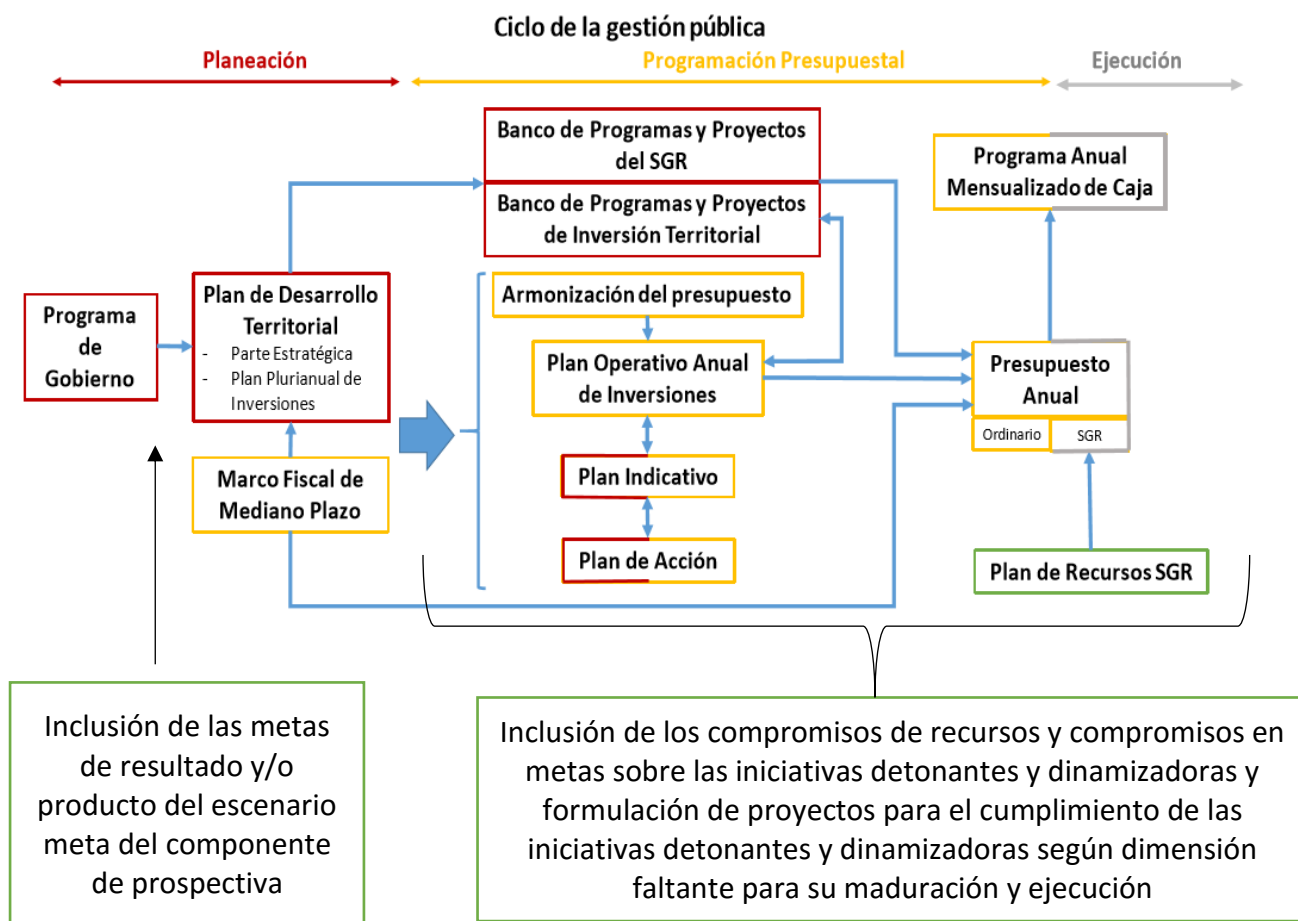 Ciclo de la gestión pública
Planeación
Programación Presupuestal
Ejecución
Banco de Programas y Proyectos
del SGR
Banco de Programas y Proyectos
de Inversión Territorial
Programa Anual
Mensualizado de Caja
Programa
de
Gobierno
Plan de Desarrollo
Territorial
- Parte Estratégica
- Plan Plurianual de
Inversiones
Armonización del presupuesto
Plan Operativo Anual
de Inversiones
Presupuesto
Anual
Ordinario
SGR
Marco Fiscal de
Mediano Plazo
Plan Indicativo
Plan de Acción
Plan de Recursos SGR
Inclusión de las metas
de resultado y/o
producto del escenario
meta del componente
de prospectiva
Inclusión de los compromisos de recursos y compromisos en
metas sobre las iniciativas detonantes y dinamizadoras y
formulación de proyectos para el cumplimiento de las
iniciativas detonantes y dinamizadoras según dimensión
faltante para su maduración y ejecución